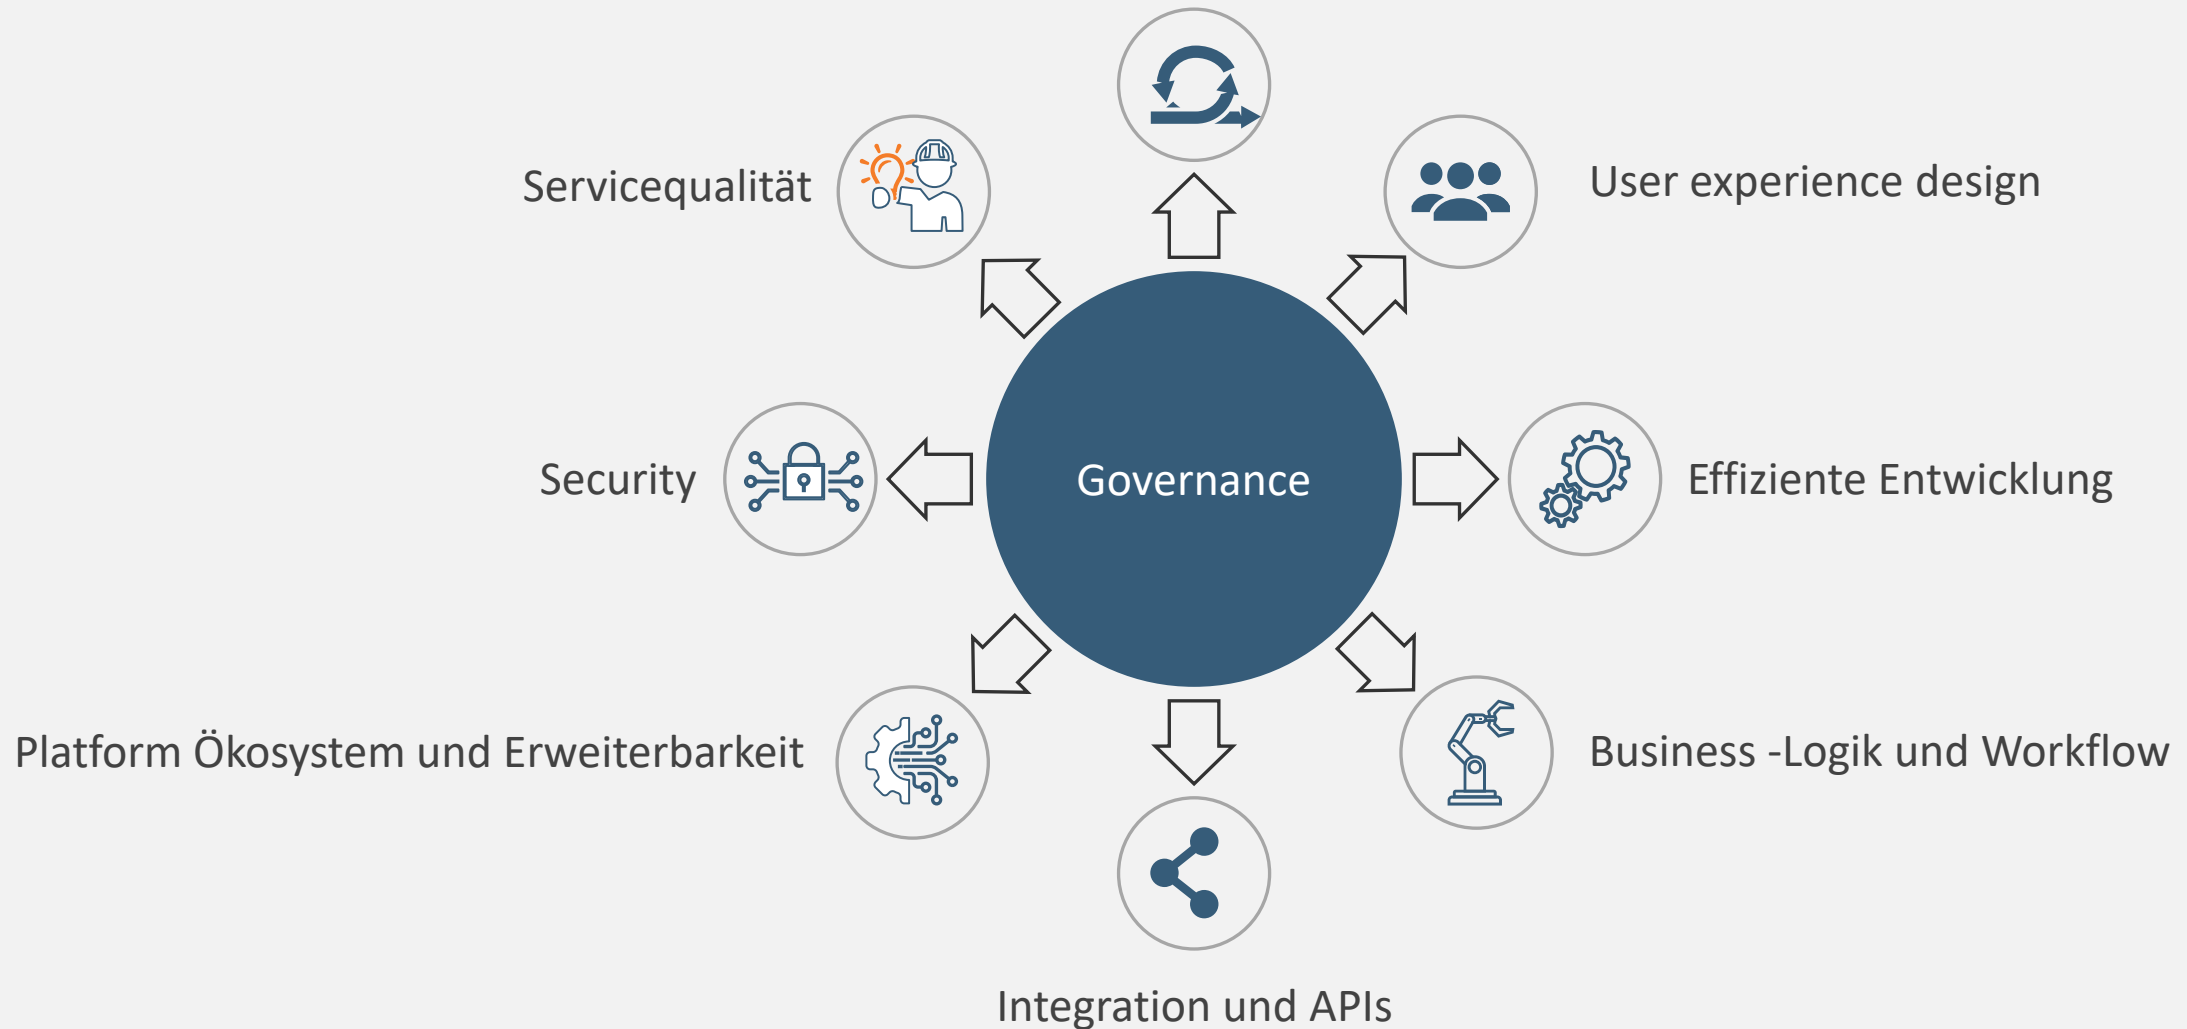 Servicequalität
User experience design
Security
Governance
Effiziente Entwicklung
Platform Ökosystem und Erweiterbarkeit
Business -Logik und Workflow
Integration und APIs